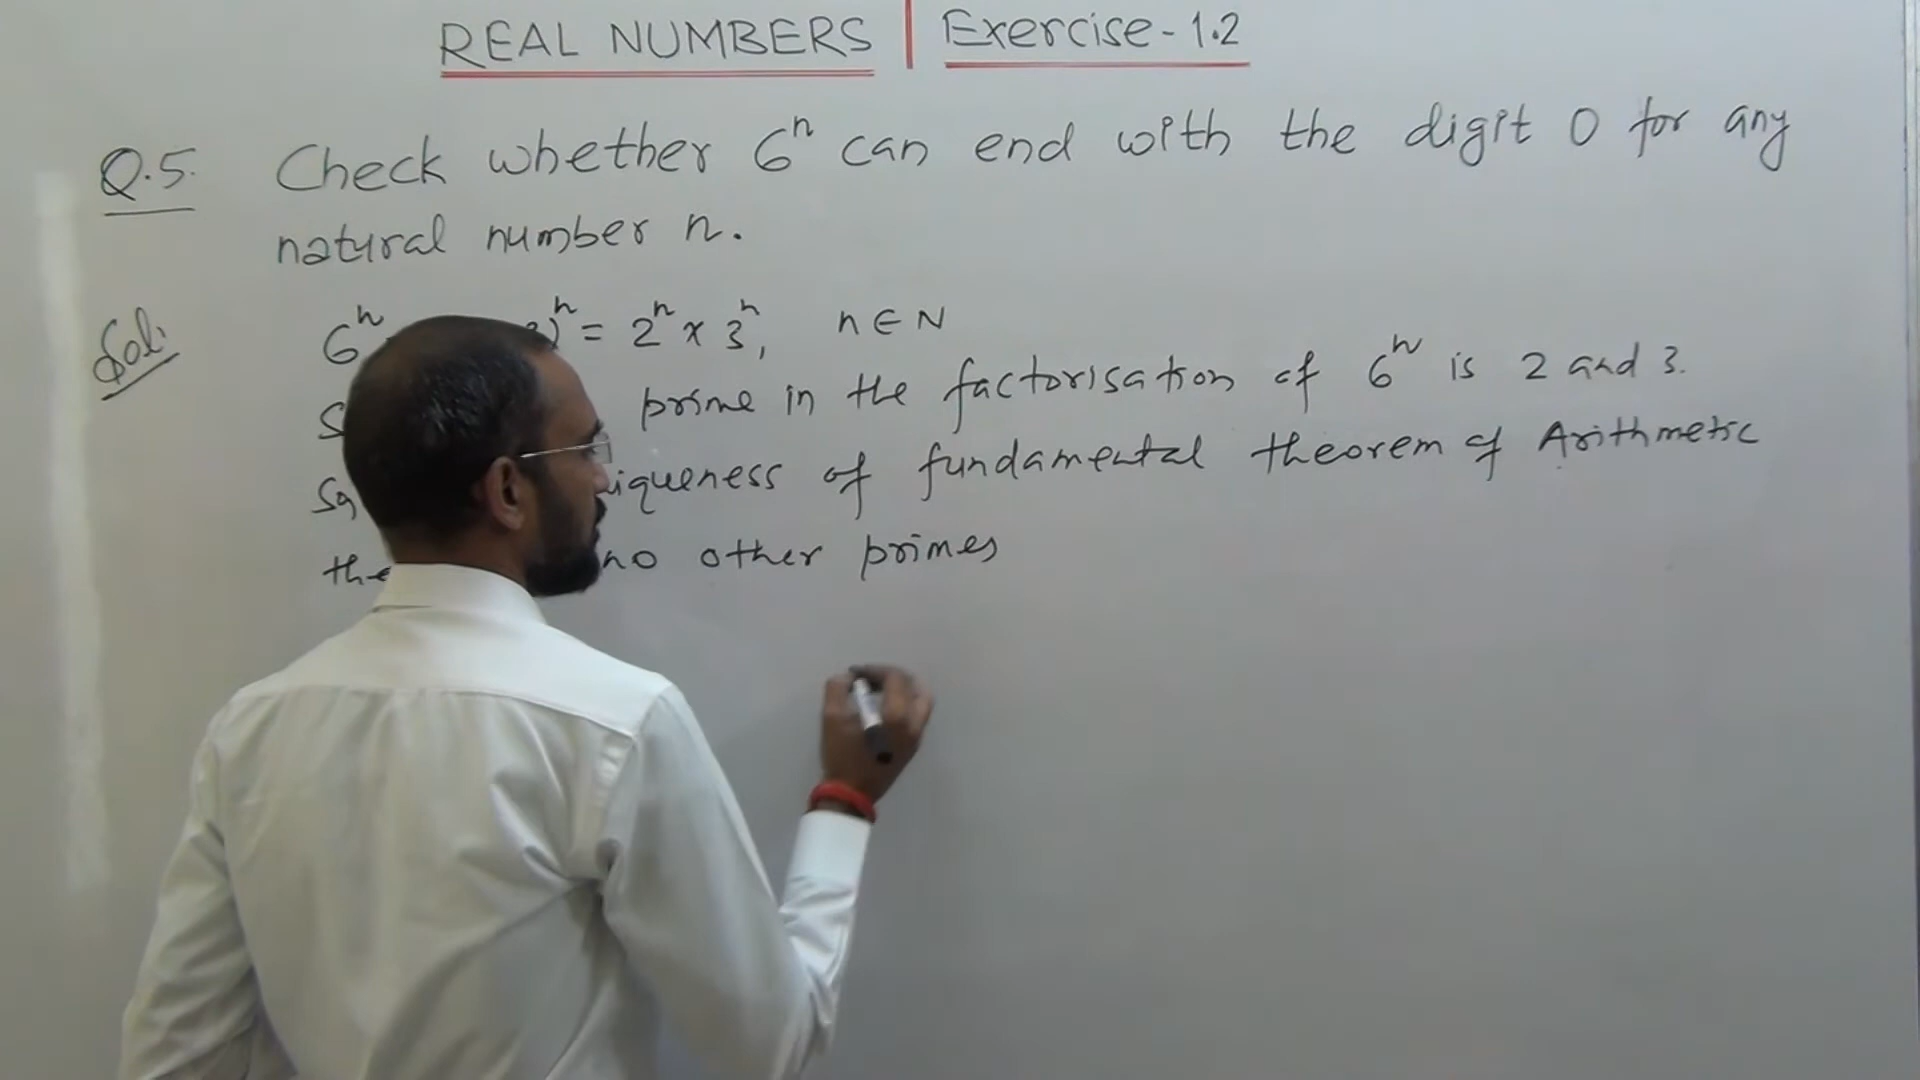 REAL NUMBERS | Exercise-1.2
Q.5. Check whether 6ⁿ can end with the digit 0 for any
natural number n.
Sol: 6ⁿ )ⁿ = 2ⁿ x 3ⁿ, n ∈ N
prime in the factorisation of 6ⁿ is 2 and 3.
iqueness of fundamental theorem of Arithmetic
the no other primes